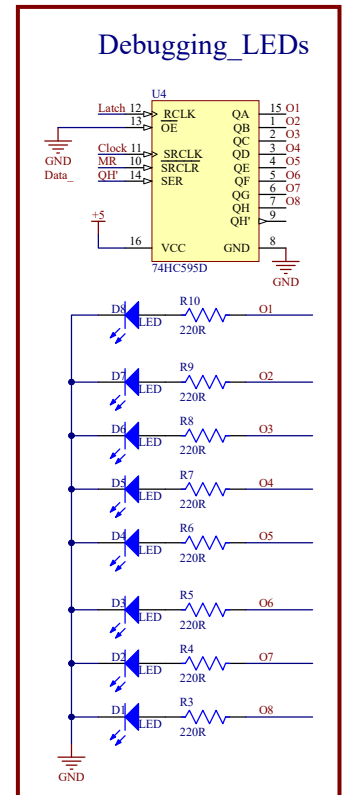 Debugging_LEDs
U4
Latch 12 RCLK QA 15 O1
13 OE QB 1 O2
GND QC 2 O3
Clock 11 SRCLK QD 3 O4
MR 10 SRCLR QE 4 O5
Data_ QH' 14 SER QF 5 O6
QG 6 O7
QH 7 O8
QH' 9
+5 16 VCC GND 8
GND
74HC595D
D8 LED R10 220R O1
D7 LED R9 220R O2
D6 LED R8 220R O3
D5 LED R7 220R O4
D4 LED R6 220R O5
D3 LED R5 220R O6
D2 LED R4 220R O7
D1 LED R3 220R O8
GND